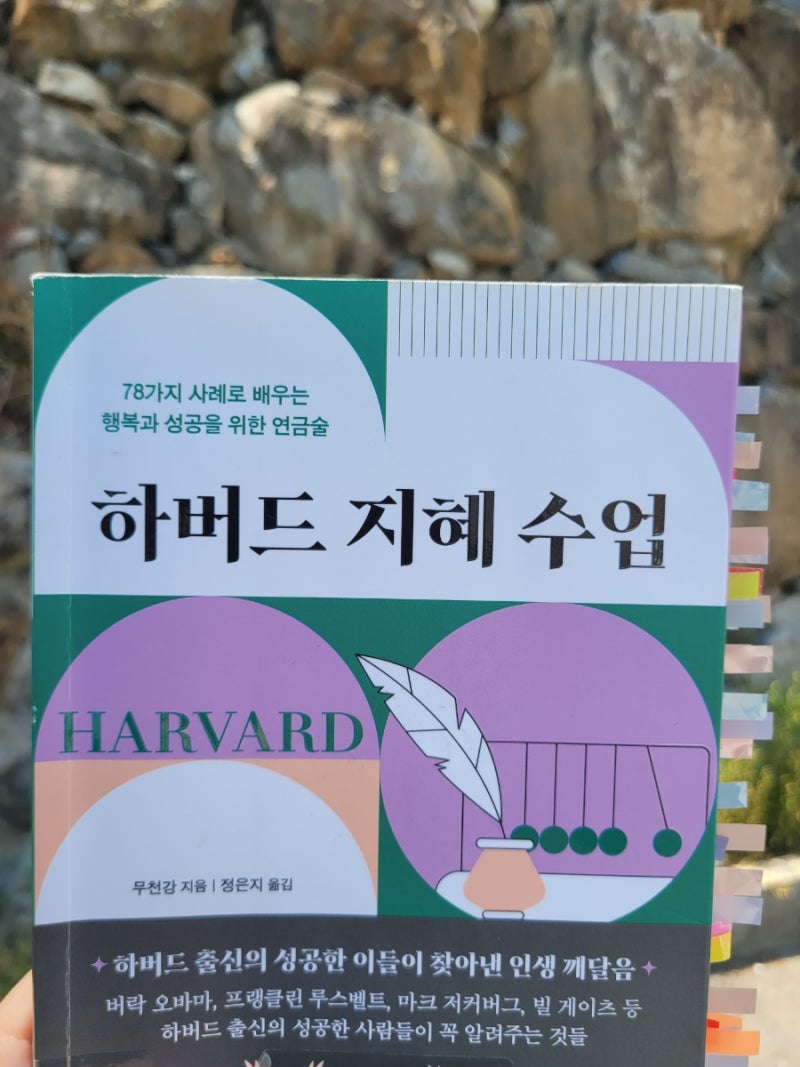 78가지 사례로 배우는
행복과 성공을 위한 연금술
하버드 지혜 수업
HARVARD
무천강 지음 | 정은지 옮김
하버드 출신의 성공한 이들이 찾아낸 인생 깨달음
버락 오바마, 프랭클린 루스벨트, 마크 저커버그, 빌 게이츠 등
하버드 출신의 성공한 사람들이 꼭 알려주는 것들